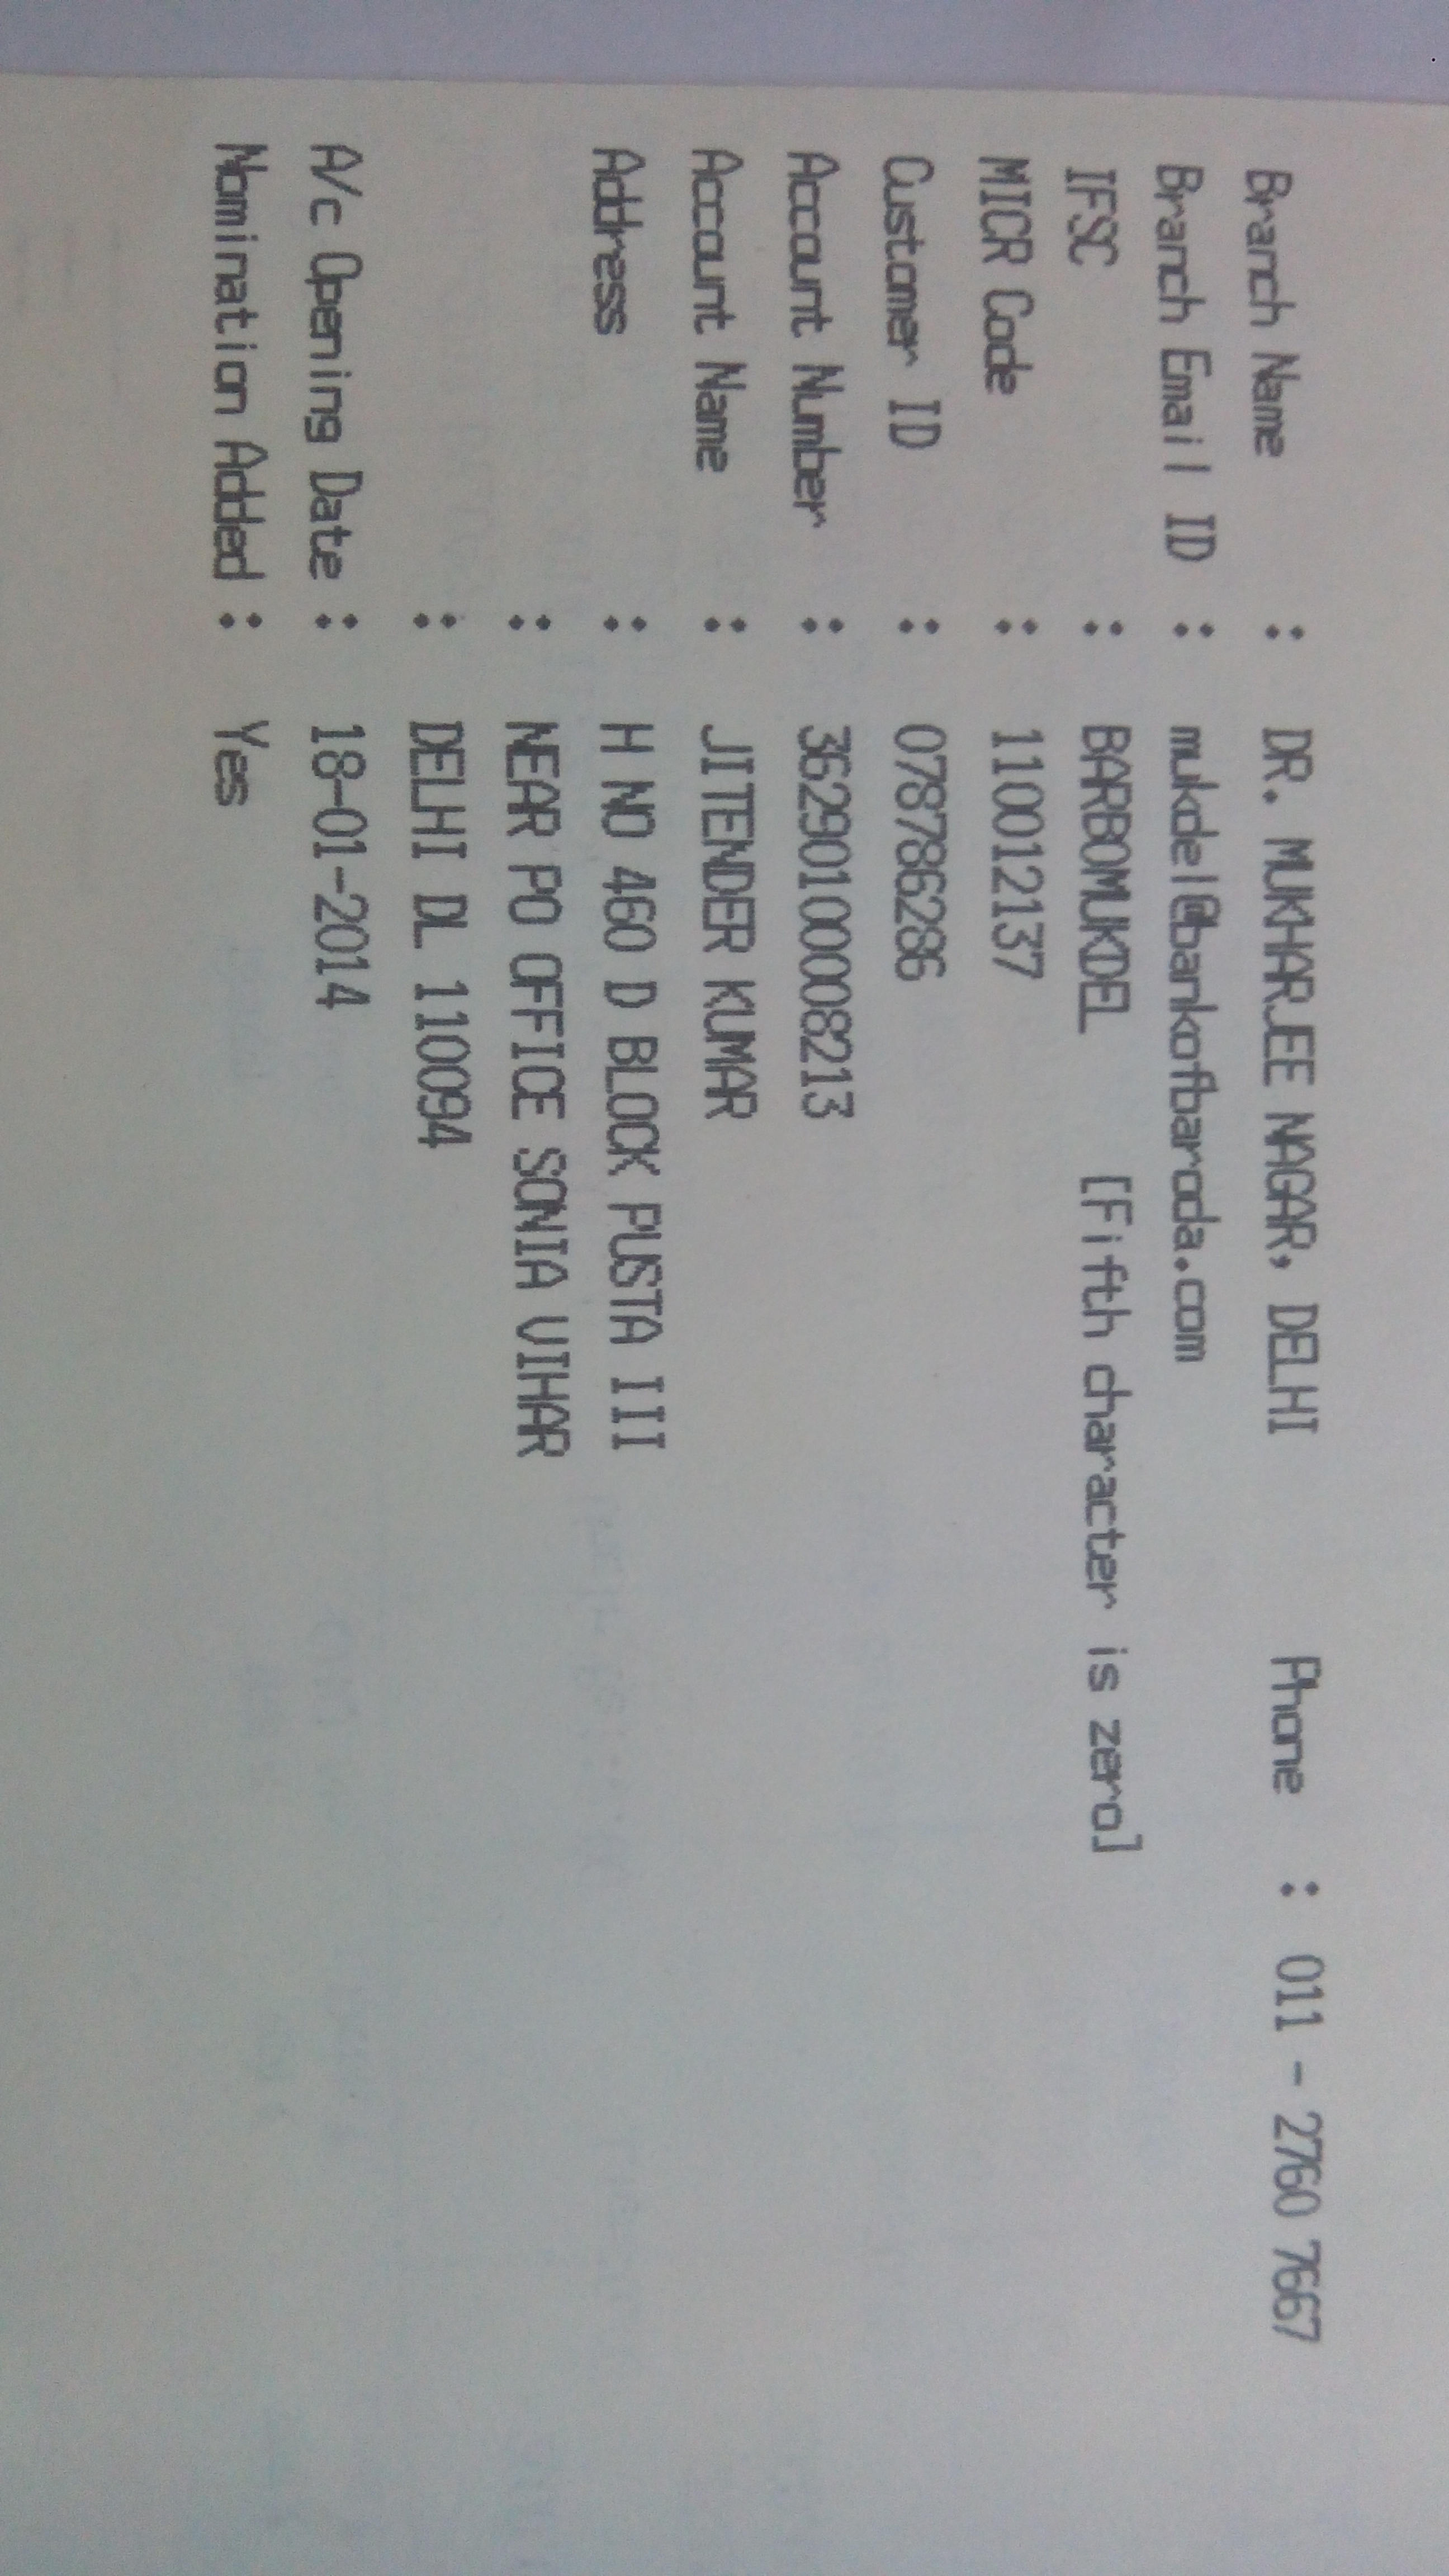 Branch Name : DR. MUKHARJEE NAGAR, DELHI Phone : 011 - 2760 7667
Branch Email ID : mukdel@bankofbaroda.com
IFSC : BARB0MUKDEL [Fifth character is zero]
MICR Code : 110012137
Customer ID : 078786286
Account Number : 36290100008213
Account Name : JITENDER KUMAR
Address : H NO 460 D BLOCK PUSTA III
: NEAR PO OFFICE SONIA VIHAR
: DELHI DL 110094
A/c Opening Date : 18-01-2014
Nomination Added : Yes